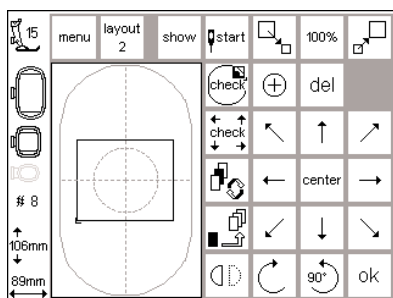 15
menu
layout
2
show
start
100%
check
del
check
# 8
center
106mm
89mm
90°
ok